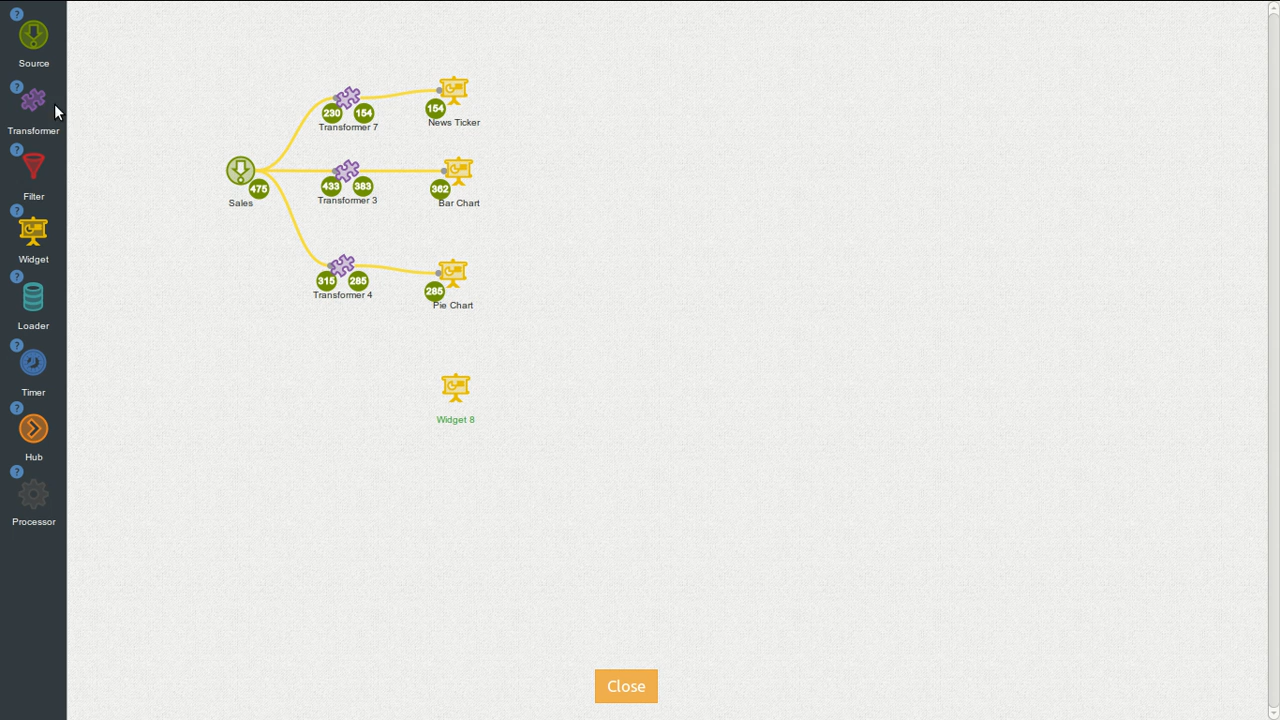 ?
Source
?
Transformer
?
Filter
?
Widget
?
Loader
?
Timer
?
Hub
?
Processor
230 154
Transformer 7
154
News Ticker
475
Sales
433 383
Transformer 3
362
Bar Chart
315 285
Transformer 4
285
Pie Chart
Widget 8
Close